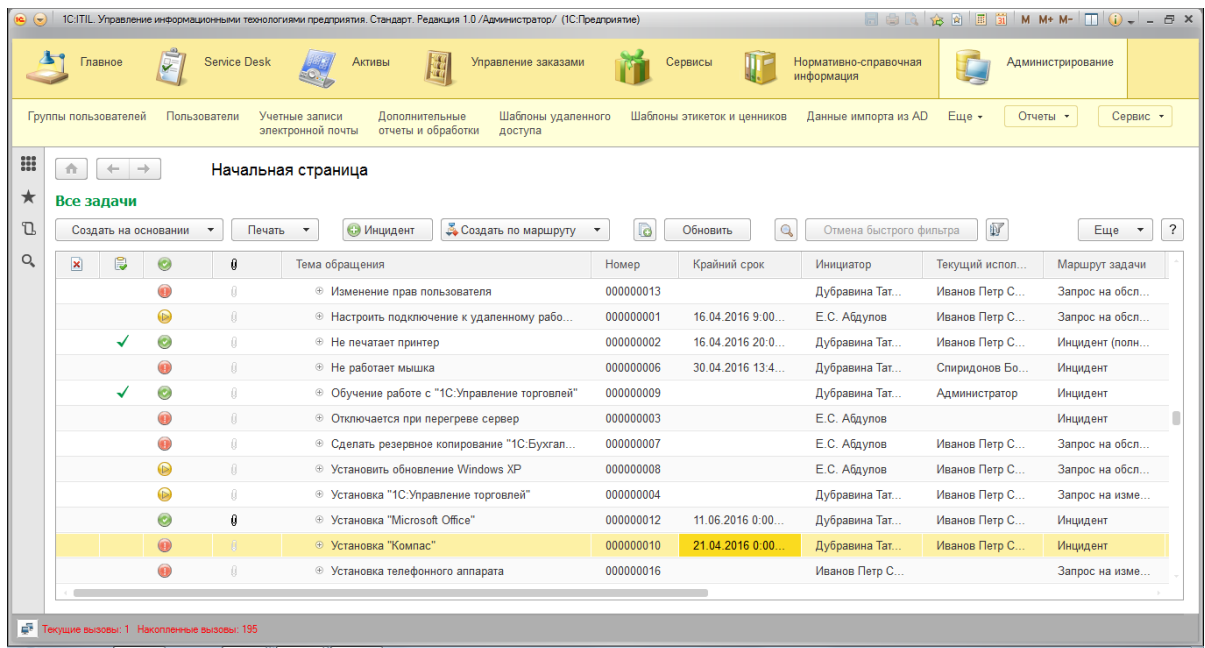 1С:ITIL. Управление информационными технологиями предприятия. Стандарт. Редакция 1.0 /Администратор/ (1С:Предприятие) M M+ M-
Главное Service Desk Активы Управление заказами Сервисы Нормативно-справочная информация Администрирование
Группы пользователей Пользователи Учетные записи электронной почты Дополнительные отчеты и обработки Шаблоны удаленного доступа Шаблоны этикеток и ценников Данные импорта из AD Еще Отчеты Сервис
Начальная страница
Все задачи
Создать на основании Печать Инцидент Создать по маршруту Обновить Отмена быстрого фильтра Еще ?
Тема обращения Номер Крайний срок Инициатор Текущий испол... Маршрут задачи
Изменение прав пользователя 000000013 Дубравина Тат... Иванов Петр С... Запрос на обсл...
Настроить подключение к удаленному рабо... 000000001 16.04.2016 9:00... Е.С. Абдулов Иванов Петр С... Запрос на обсл...
Не печатает принтер 000000002 16.04.2016 20:0... Дубравина Тат... Иванов Петр С... Инцидент (полн...
Не работает мышка 000000006 30.04.2016 13:4... Дубравина Тат... Спиридонов Бо... Инцидент
Обучение работе с "1С:Управление торговлей" 000000009 Дубравина Тат... Администратор Инцидент
Отключается при перегреве сервер 000000003 Е.С. Абдулов Инцидент
Сделать резервное копирование "1С:Бухгал... 000000007 Е.С. Абдулов Иванов Петр С... Запрос на обсл...
Установить обновление Windows XP 000000008 Е.С. Абдулов Иванов Петр С... Запрос на обсл...
Установка "1С:Управление торговлей" 000000004 Дубравина Тат... Иванов Петр С... Запрос на изме...
Установка "Microsoft Office" 000000012 11.06.2016 0:00... Дубравина Тат... Иванов Петр С... Инцидент
Установка "Компас" 000000010 21.04.2016 0:00... Дубравина Тат... Иванов Петр С... Инцидент
Установка телефонного аппарата 000000016 Иванов Петр С... Запрос на изме...
Текущие вызовы: 1 Накопленные вызовы: 195